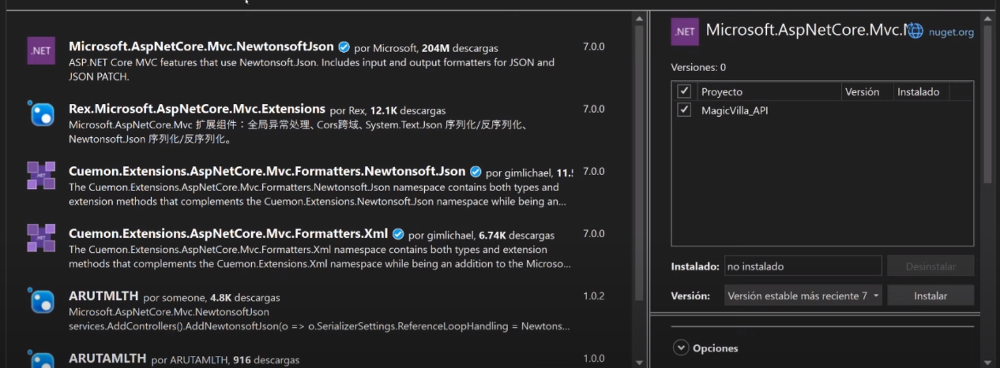 .NET
Microsoft.AspNetCore.Mvc.NewtonsoftJson por Microsoft, 204M descargas 7.0.0
ASP.NET Core MVC features that use Newtonsoft.Json. Includes input and output formatters for JSON and
JSON PATCH.
Rex.Microsoft.AspNetCore.Mvc.Extensions por Rex, 12.1K descargas 7.0.0
Microsoft.AspNetCore.Mvc 扩展组件：全局异常处理、Cors跨域、System.Text.Json 序列化/反序列化、
Newtonsoft.Json 序列化/反序列化。
.NET
Cuemon.Extensions.AspNetCore.Mvc.Formatters.Newtonsoft.Json por gimlichael, 11. 7.0.0
The Cuemon.Extensions.AspNetCore.Mvc.Formatters.Newtonsoft.Json namespace contains both types and
extension methods that complements the Cuemon.Extensions.Newtonsoft.Json namespace while being an...
.NET
Cuemon.Extensions.AspNetCore.Mvc.Formatters.Xml por gimlichael, 6.74K descargas 7.0.0
The Cuemon.Extensions.AspNetCore.Mvc.Formatters.Xml namespace contains both types and extension
methods that complements the Cuemon.Extensions.Xml namespace while being an addition to the Microso...
ARUTMLTH por someone, 4.8K descargas 1.0.2
Microsoft.AspNetCore.Mvc.NewtonsoftJson
services.AddControllers().AddNewtonsoftJson(o => o.SerializerSettings.ReferenceLoopHandling = Newtons...
ARUTAMLTH por ARUTAMLTH, 916 descargas 1.0.0
.NET Microsoft.AspNetCore.Mvc.N nuget.org
Versiones: 0
Proyecto Versión Instalado
MagicVilla_API
Instalado: no instalado Desinstalar
Versión: Versión estable más reciente 7. Instalar
Opciones